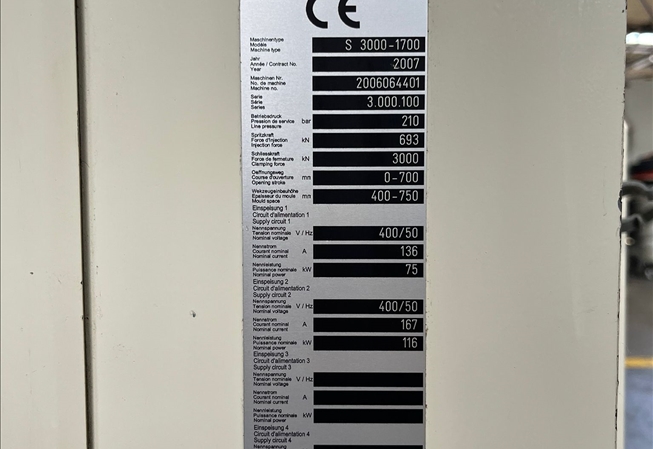 CE
Maschinentype
Modèle
Machine type
S 3000-1700
Jahr
Année / Contract No.
Year
2007
Maschinen Nr.
No. de machine
Machine no.
2006064401
Serie
Série
Series
3.000.100
Betriebsdruck
Pression de service bar
Line pressure
210
Spritzkraft
Force d'injection kN
Injection force
693
Schliesskraft
Force de fermeture kN
Clamping force
3000
Oeffnungsweg
Course d'ouverture mm
Opening stroke
0-700
Wekzeugeinbauhöhe
Epaisseur du moule mm
Mould space
400-750
Einspeisung 1
Circuit d'alimentation 1
Supply circuit 1
Nennspannung
Tension nominale V / Hz
Nominal voltage
400/50
Nennstrom
Courant nominal A
Nominal current
136
Nennleistung
Puissance nominale kW
Nominal power
75
Einspeisung 2
Circuit d'alimentation 2
Supply circuit 2
Nennspannung
Tension nominale V / Hz
Nominal voltage
400/50
Nennstrom
Courant nominal A
Nominal current
167
Nennleistung
Puissance nominale kW
Nominal power
116
Einspeisung 3
Circuit d'alimentation 3
Supply circuit 3
Nennspannung
Tension nominale V / Hz
Nominal voltage
Nennstrom
Courant nominal A
Nominal current
Nennleistung
Puissance nominale kW
Nominal power
Einspeisung 4
Circuit d'alimentation 4
Supply circuit 4
Nennspannung